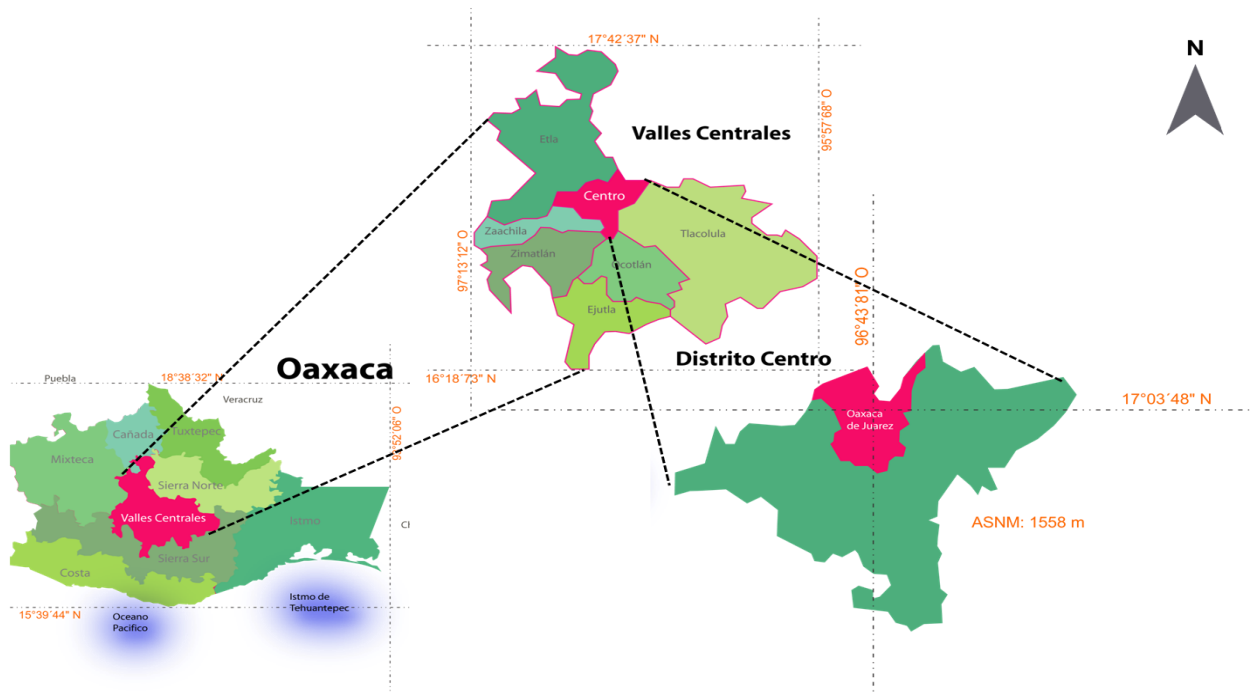 17°42´37" N
N
Valles Centrales
95°57´68" O
Etla
Centro
Zaachila
Tlacolula
Zimatlán
Ocotlán
97°13´12" O
Ejutla
96°43´81" O
Distrito Centro
16°18´73" N
17°03´48" N
Oaxaca
de Juarez
ASNM: 1558 m
Oaxaca
Puebla
18°38´32" N
Veracruz
Cañada
Tuxtepec
Mixteca
Sierra Norte
Valles Centrales
Istmo
Sierra Sur
Costa
15°39´44" N
Oceano
Pacifico
Istmo de
Tehuantepec